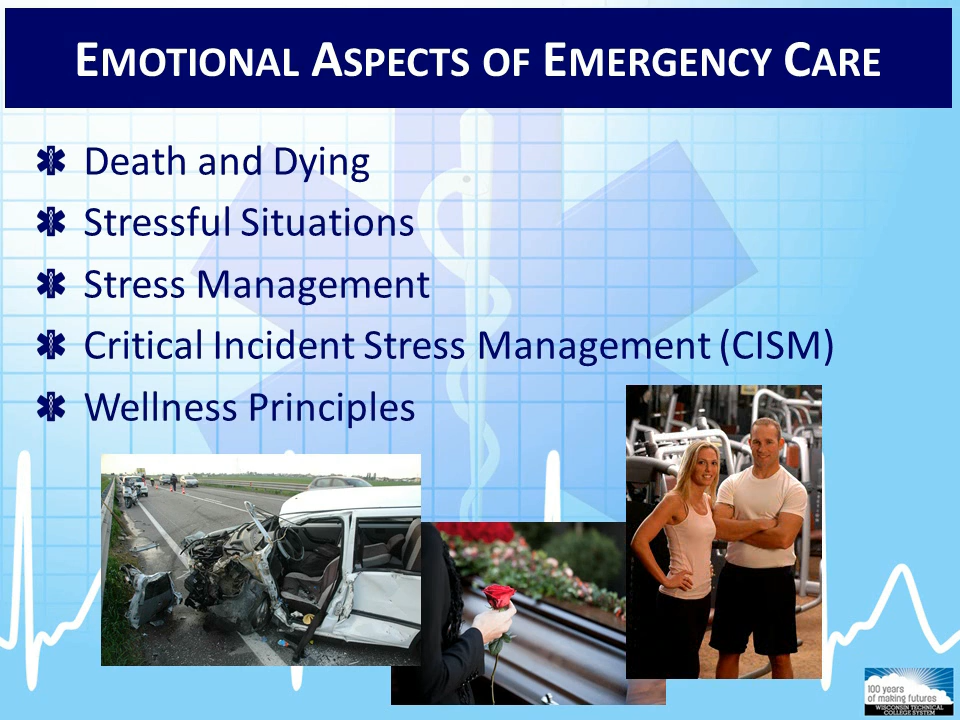 EMOTIONAL ASPECTS OF EMERGENCY CARE
Death and Dying
Stressful Situations
Stress Management
Critical Incident Stress Management (CISM)
Wellness Principles
100 years
of making futures
WISCONSIN TECHNICAL
COLLEGE SYSTEM